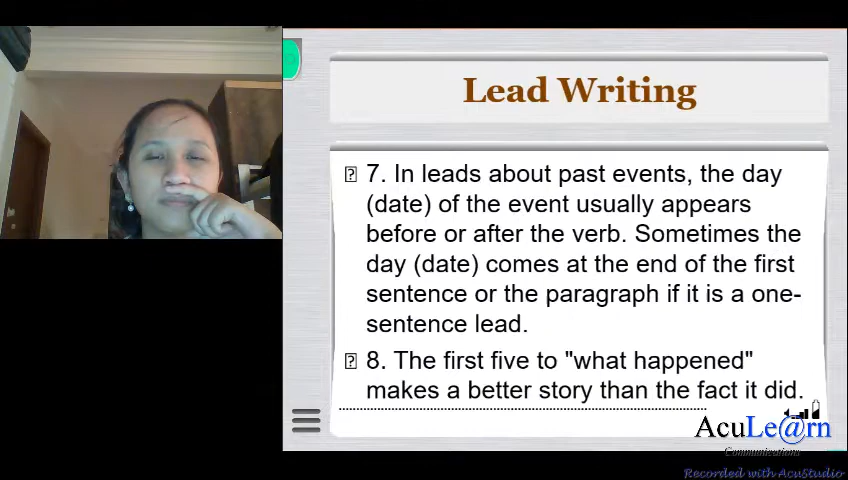 Lead Writing
7. In leads about past events, the day
(date) of the event usually appears
before or after the verb. Sometimes the
day (date) comes at the end of the first
sentence or the paragraph if it is a one-
sentence lead.
8. The first five to "what happened"
makes a better story than the fact it did.
AcuLe@rn
Communications
Recorded with AcuStudio